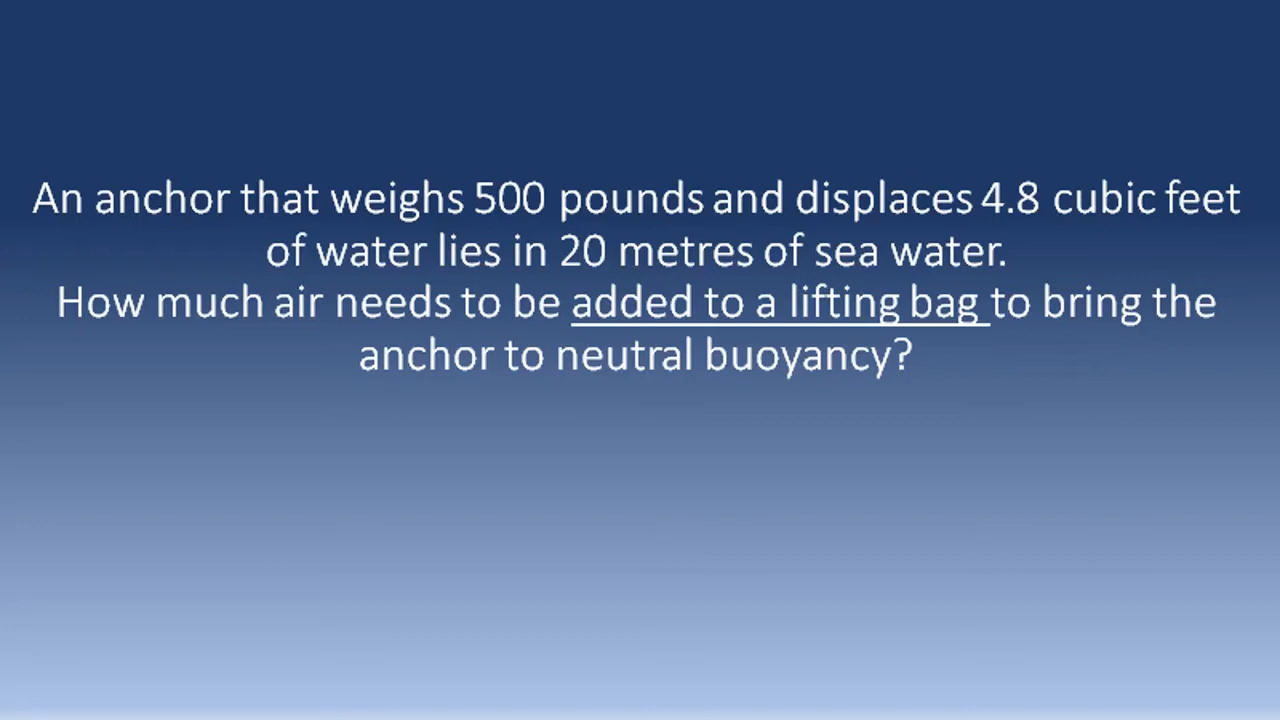 An anchor that weighs 500 pounds and displaces 4.8 cubic feet
of water lies in 20 metres of sea water.
How much air needs to be added to a lifting bag to bring the
anchor to neutral buoyancy?